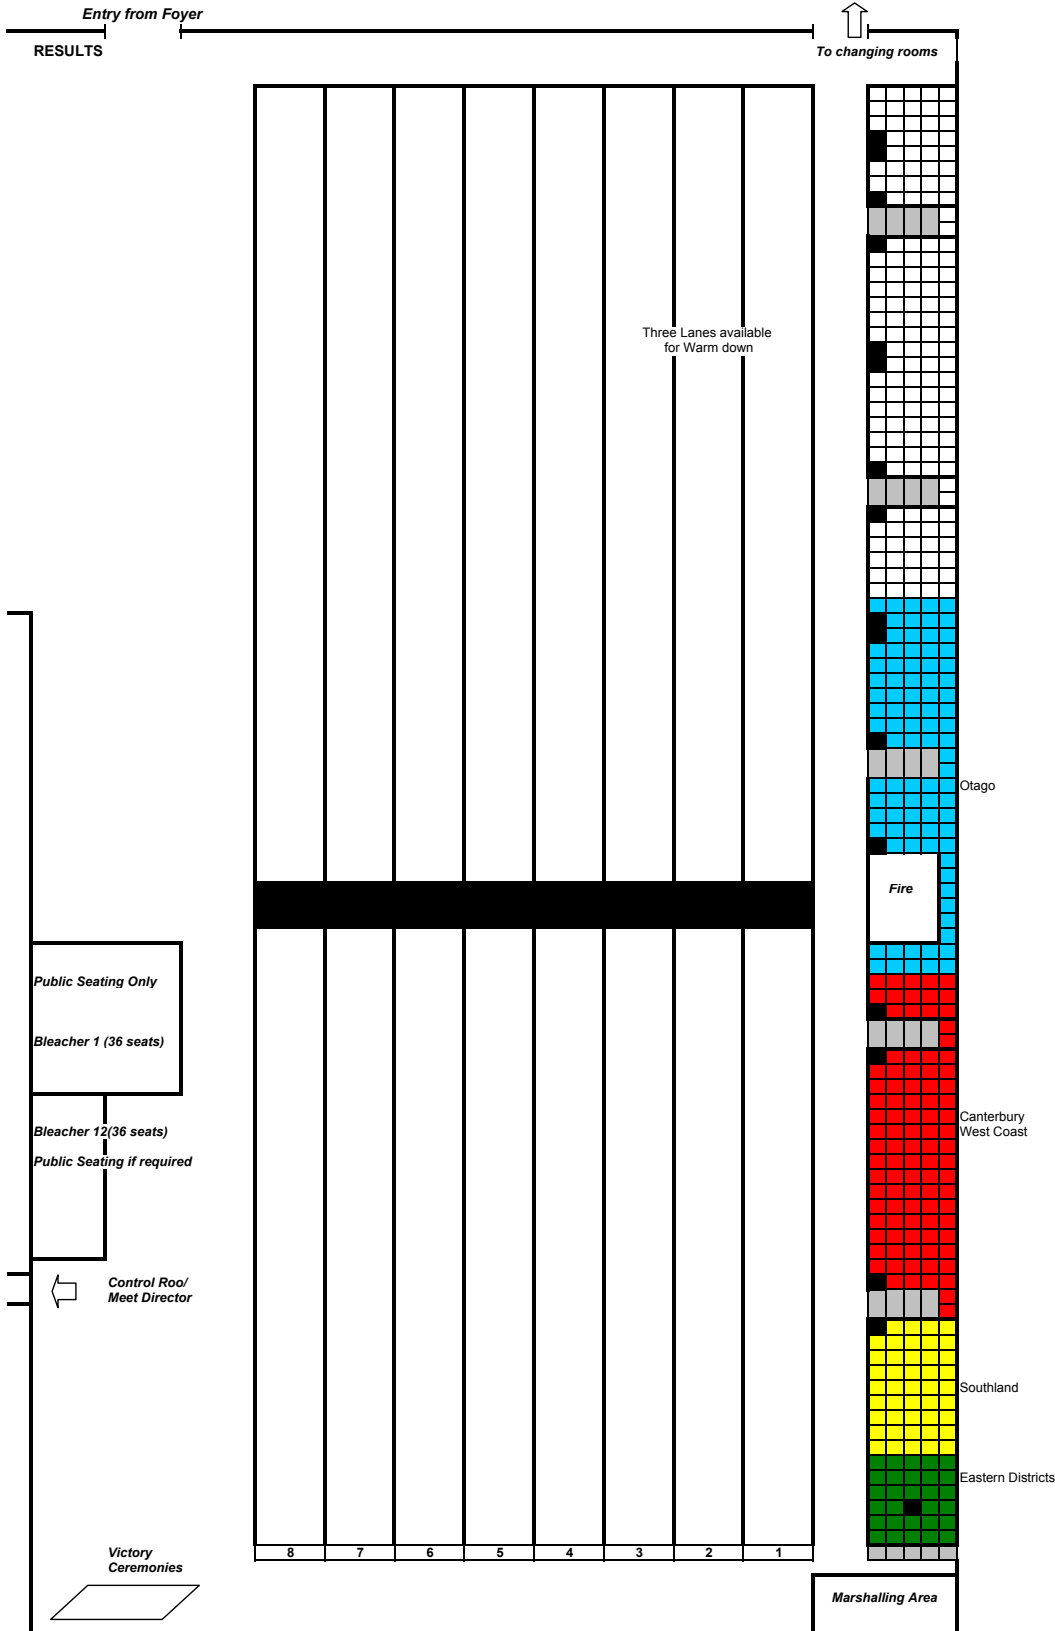 Entry from Foyer
RESULTS
To changing rooms
Three Lanes available
for Warm down
Otago
Fire
Public Seating Only
Bleacher 1 (36 seats)
Canterbury
West Coast
Bleacher 12(36 seats)
Public Seating if required
Control Roo/
Meet Director
Southland
Eastern Districts
8 7 6 5 4 3 2 1
Victory
Ceremonies
Marshalling Area